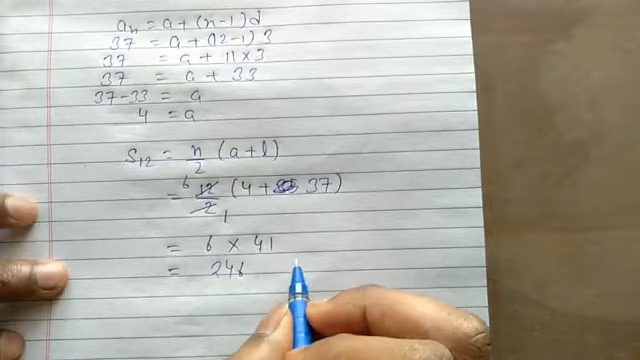 aₙ = a + (n-1)d
37 = a + (12-1)3
37 = a + 11×3
37 = a + 33
37-33 = a
4 = a
S₁₂ = n/2 (a+l)
= 6 12/2 1 (4+ 37)
= 6 × 41
= 246